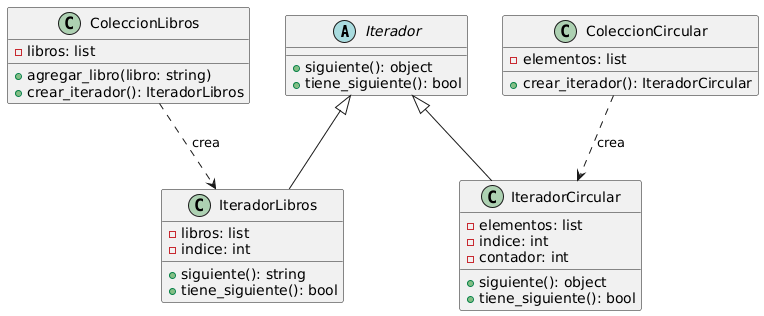 C ColeccionLibros
libros: list
agregar_libro(libro: string)
crear_iterador(): IteradorLibros
A Iterador
siguiente(): object
tiene_siguiente(): bool
C ColeccionCircular
elementos: list
crear_iterador(): IteradorCircular
crea
crea
C IteradorLibros
libros: list
indice: int
siguiente(): string
tiene_siguiente(): bool
C IteradorCircular
elementos: list
indice: int
contador: int
siguiente(): object
tiene_siguiente(): bool